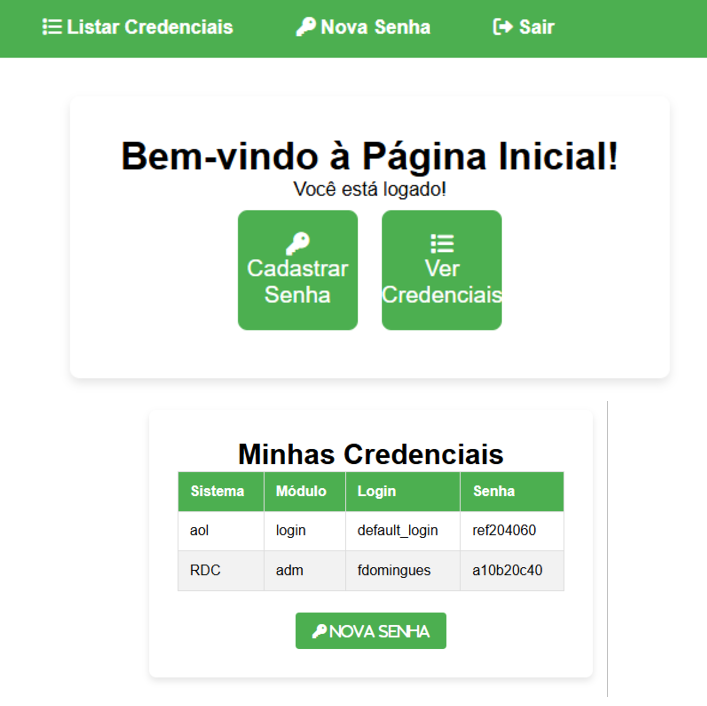 Listar Credenciais Nova Senha Sair
Bem-vindo à Página Inicial!
Você está logado!
Cadastrar Senha
Ver Credenciais
Minhas Credenciais
Sistema Módulo Login Senha
aol login default_login ref204060
RDC adm fdomingues a10b20c40
NOVA SENHA